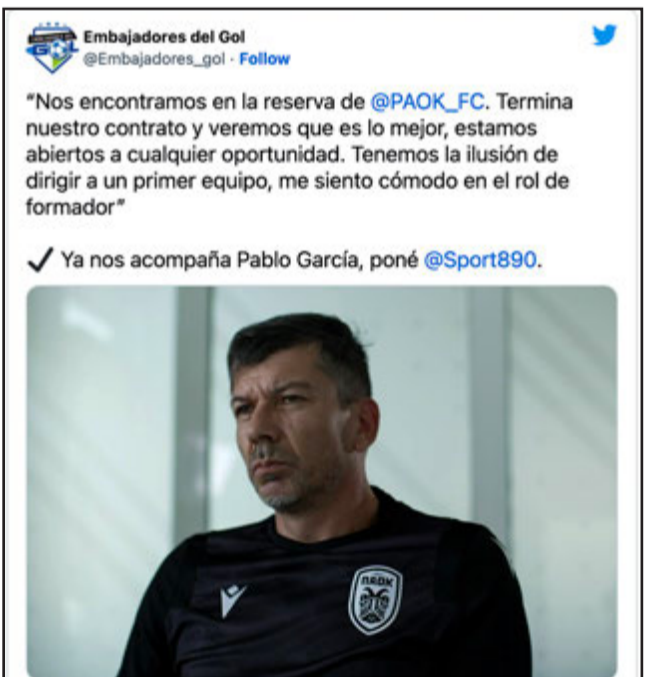 Embajadores del Gol
@Embajadores_gol · Follow
“Nos encontramos en la reserva de @PAOK_FC. Termina
nuestro contrato y veremos que es lo mejor, estamos
abiertos a cualquier oportunidad. Tenemos la ilusión de
dirigir a un primer equipo, me siento cómodo en el rol de
formador”
✓ Ya nos acompaña Pablo García, poné @Sport890.
ΠΑΟΚ